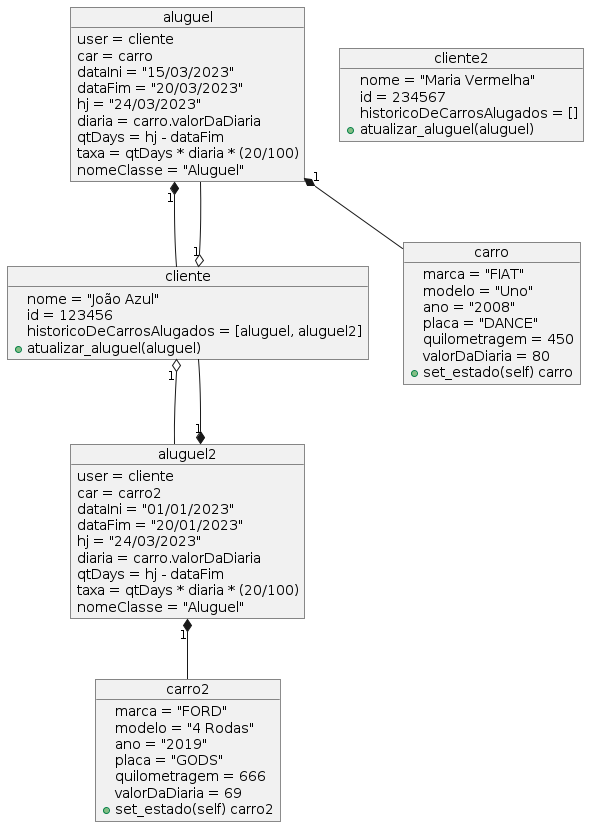 aluguel
user = cliente
car = carro
dataIni = "15/03/2023"
dataFim = "20/03/2023"
hj = "24/03/2023"
diaria = carro.valorDaDiaria
qtDays = hj - dataFim
taxa = qtDays * diaria * (20/100)
nomeClasse = "Aluguel"
cliente2
nome = "Maria Vermelha"
id = 234567
historicoDeCarrosAlugados = []
atualizar_aluguel(aluguel)
1
1
1
cliente
nome = "João Azul"
id = 123456
historicoDeCarrosAlugados = [aluguel, aluguel2]
atualizar_aluguel(aluguel)
carro
marca = "FIAT"
modelo = "Uno"
ano = "2008"
placa = "DANCE"
quilometragem = 450
valorDaDiaria = 80
set_estado(self) carro
1
1
aluguel2
user = cliente
car = carro2
dataIni = "01/01/2023"
dataFim = "20/01/2023"
hj = "24/03/2023"
diaria = carro.valorDaDiaria
qtDays = hj - dataFim
taxa = qtDays * diaria * (20/100)
nomeClasse = "Aluguel"
1
carro2
marca = "FORD"
modelo = "4 Rodas"
ano = "2019"
placa = "GODS"
quilometragem = 666
valorDaDiaria = 69
set_estado(self) carro2